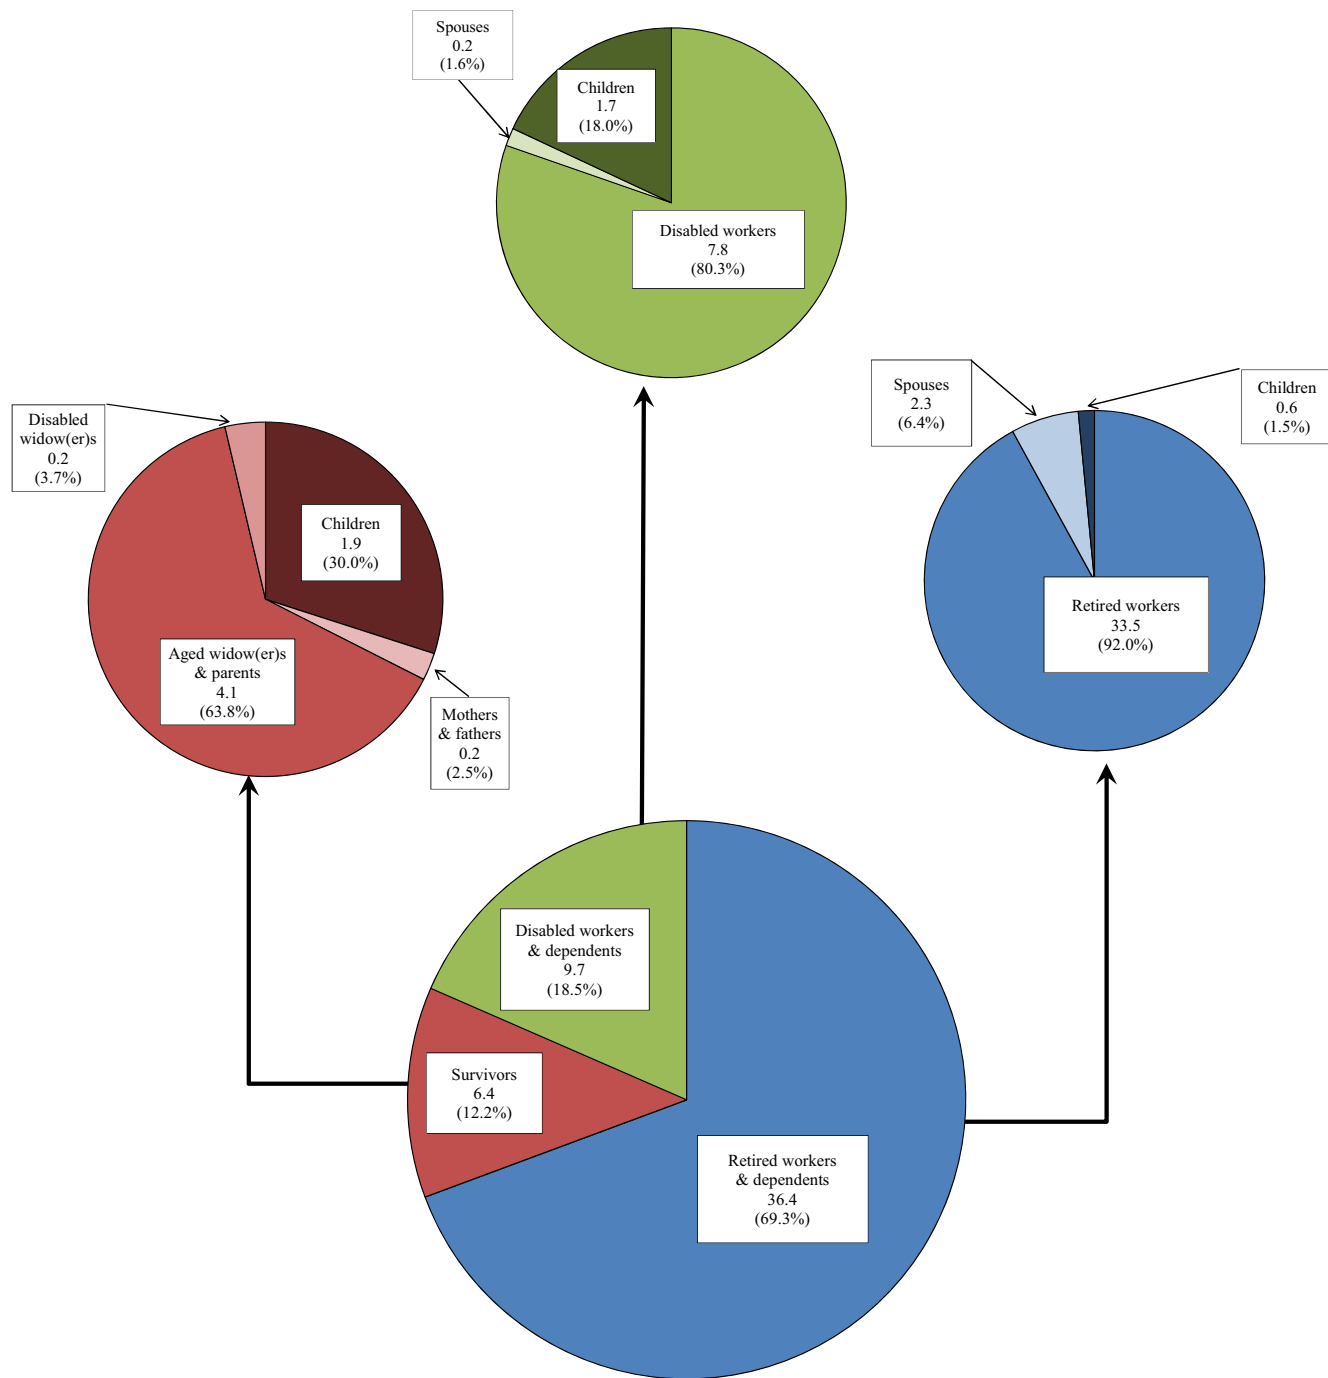 Spouses
0.2
(1.6%)
Children
1.7
(18.0%)
Disabled workers
7.8
(80.3%)
Disabled
widow(er)s
0.2
(3.7%)
Children
1.9
(30.0%)
Aged widow(er)s
& parents
4.1
(63.8%)
Mothers
& fathers
0.2
(2.5%)
Spouses
2.3
(6.4%)
Children
0.6
(1.5%)
Retired workers
33.5
(92.0%)
Disabled workers
& dependents
9.7
(18.5%)
Survivors
6.4
(12.2%)
Retired workers
& dependents
36.4
(69.3%)